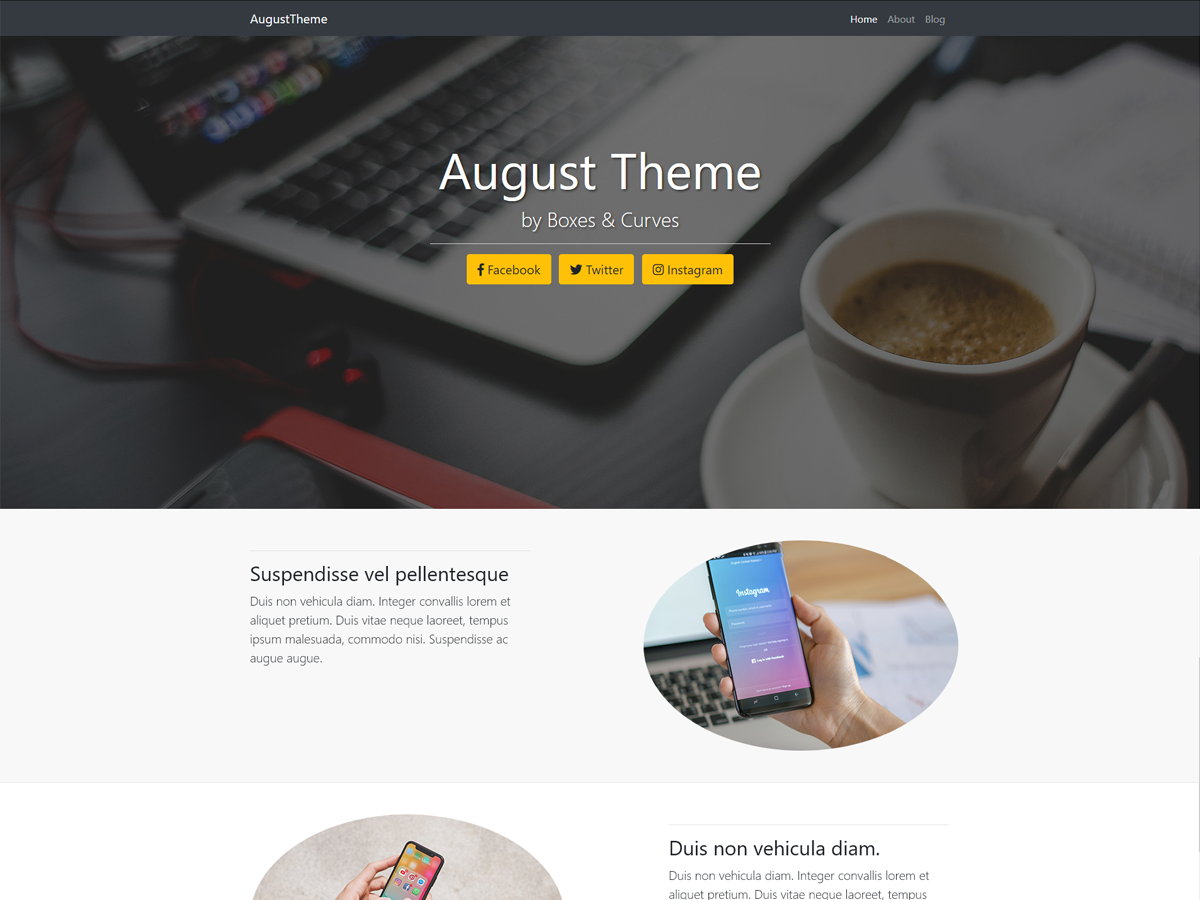 AugustTheme
Home About Blog
August Theme
by Boxes & Curves
Facebook Twitter Instagram
Suspendisse vel pellentesque
Duis non vehicula diam. Integer convallis lorem et
aliquet pretium. Duis vitae neque laoreet, tempus
ipsum malesuada, commodo nisi. Suspendisse ac
augue augue.
Instagram
Duis non vehicula diam.
Duis non vehicula diam. Integer convallis lorem et
aliquet pretium. Duis vitae neque laoreet, tempus